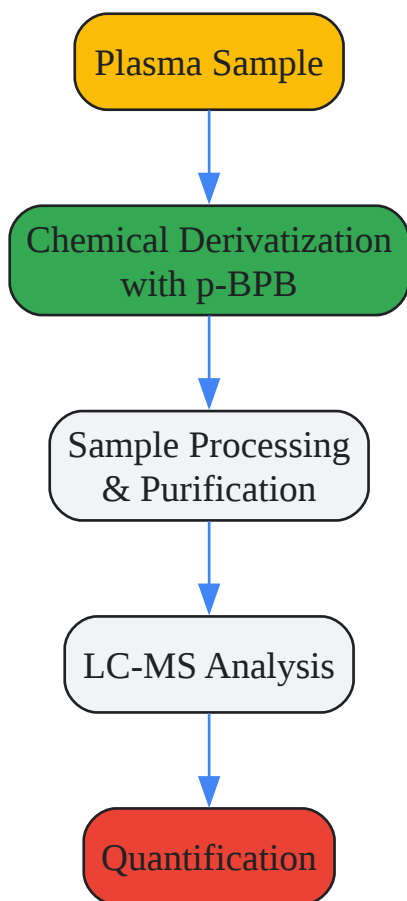 Plasma Sample
Chemical Derivatization
with p-BPB
Sample Processing
& Purification
LC-MS Analysis
Quantification